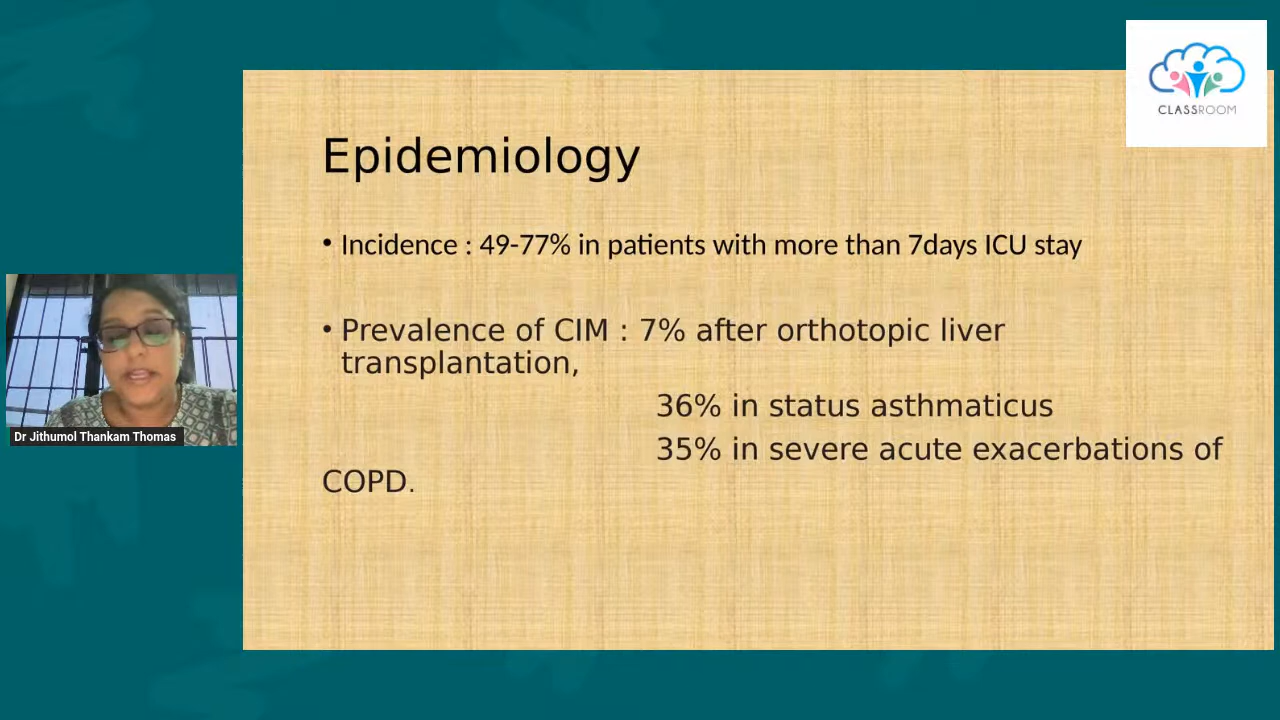 CLASSROOM
Epidemiology
• Incidence : 49-77% in patients with more than 7days ICU stay
• Prevalence of CIM : 7% after orthotopic liver
transplantation,
36% in status asthmaticus
35% in severe acute exacerbations of
COPD.
Dr Jithumol Thankam Thomas